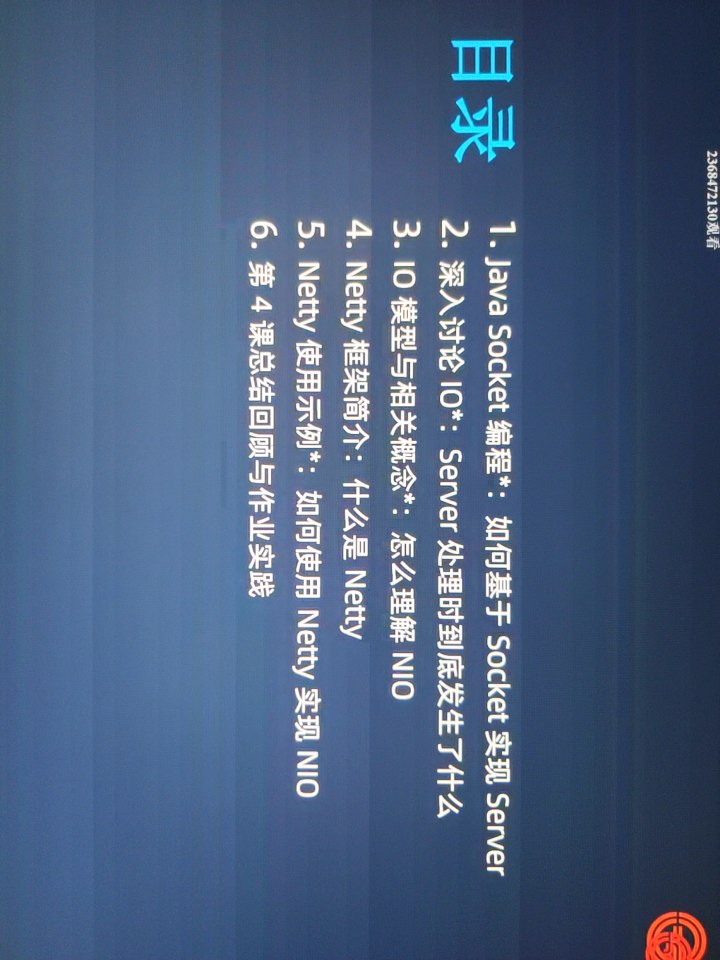 2368472130观看
目录
1. Java Socket 编程*：如何基于 Socket 实现 Server
2. 深入讨论 IO*：Server 处理时到底发生了什么
3. IO 模型与相关概念*：怎么理解 NIO
4. Netty 框架简介：什么是 Netty
5. Netty 使用示例*：如何使用 Netty 实现 NIO
6. 第 4 课总结回顾与作业实践